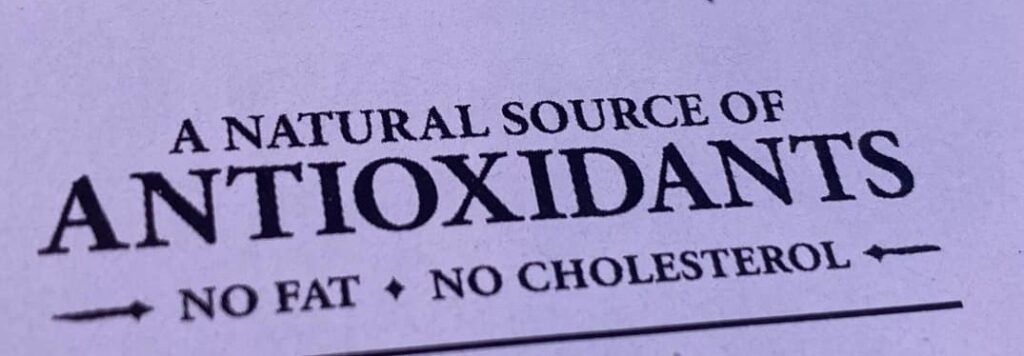 A NATURAL SOURCE OF
ANTIOXIDANTS
NO FAT ♦ NO CHOLESTEROL